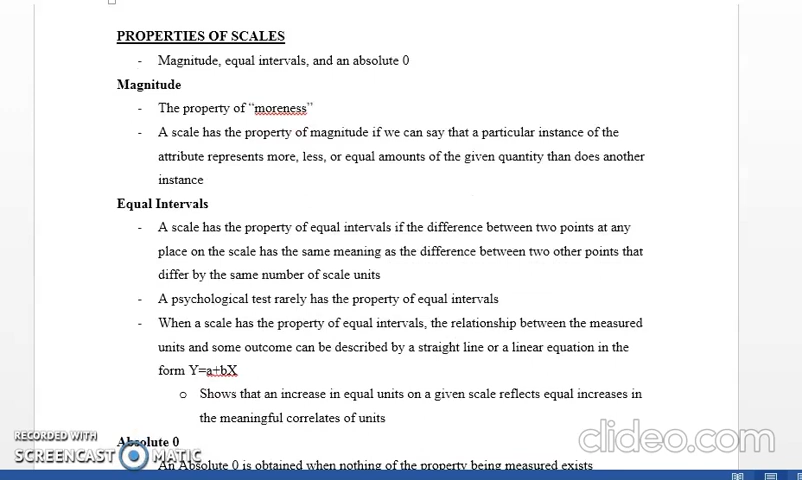 PROPERTIES OF SCALES
- Magnitude, equal intervals, and an absolute 0
Magnitude
- The property of “moreness”
- A scale has the property of magnitude if we can say that a particular instance of the
attribute represents more, less, or equal amounts of the given quantity than does another
instance
Equal Intervals
- A scale has the property of equal intervals if the difference between two points at any
place on the scale has the same meaning as the difference between two other points that
differ by the same number of scale units
- A psychological test rarely has the property of equal intervals
- When a scale has the property of equal intervals, the relationship between the measured
units and some outcome can be described by a straight line or a linear equation in the
form Y=a+bX
o Shows that an increase in equal units on a given scale reflects equal increases in
the meaningful correlates of units
Absolute 0
An Absolute 0 is obtained when nothing of the property being measured exists
RECORDED WITH
SCREENCAST MATIC
clideo.com